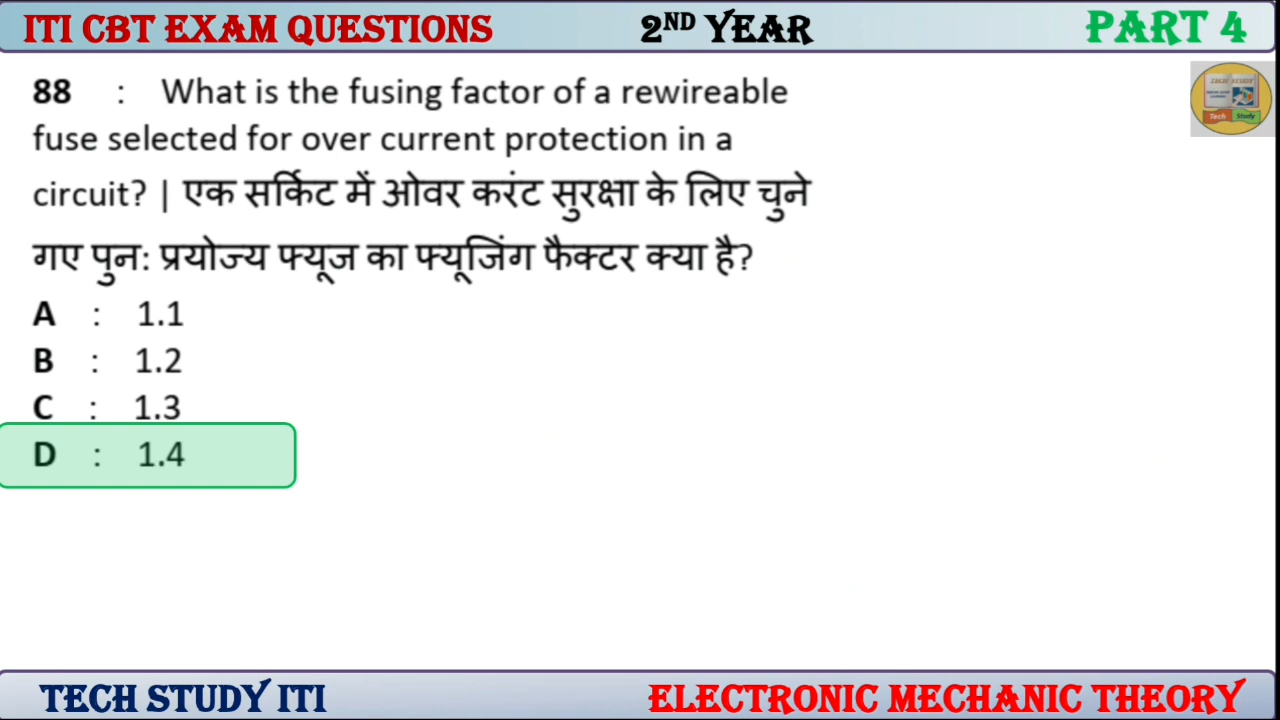 ITI CBT EXAM QUESTIONS 2ND YEAR PART 4
88 : What is the fusing factor of a rewireable
fuse selected for over current protection in a
circuit? | एक सर्किट में ओवर करंट सुरक्षा के लिए चुने
गए पुन: प्रयोज्य फ्यूज का फ्यूजिंग फैक्टर क्या है?
A : 1.1
B : 1.2
C : 1.3
D : 1.4
Tech Study
TECH STUDY ITI ELECTRONIC MECHANIC THEORY